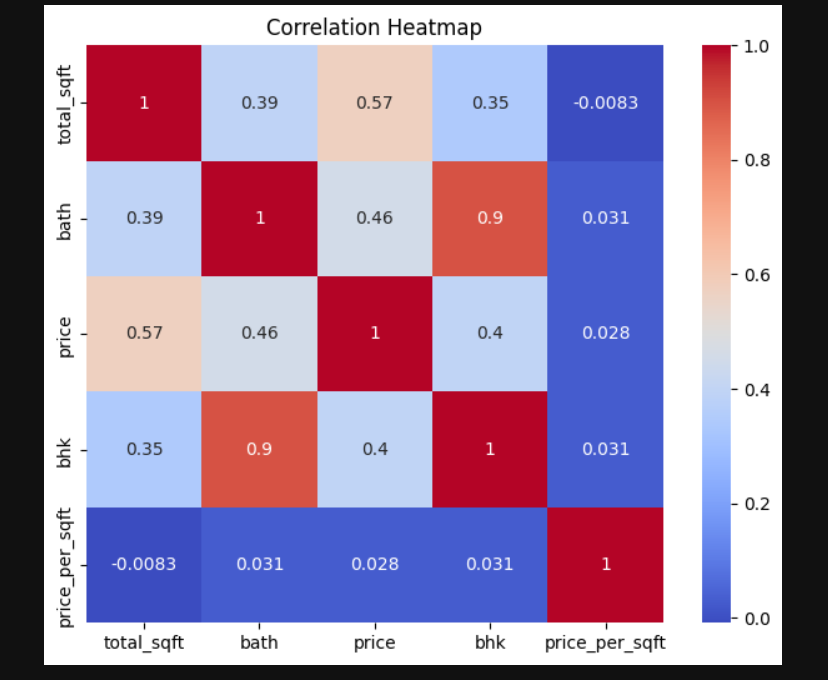 Correlation Heatmap
total_sqft 1 0.39 0.57 0.35 -0.0083
bath 0.39 1 0.46 0.9 0.031
price 0.57 0.46 1 0.4 0.028
bhk 0.35 0.9 0.4 1 0.031
price_per_sqft -0.0083 0.031 0.028 0.031 1
total_sqft bath price bhk price_per_sqft
1.0
0.8
0.6
0.4
0.2
0.0